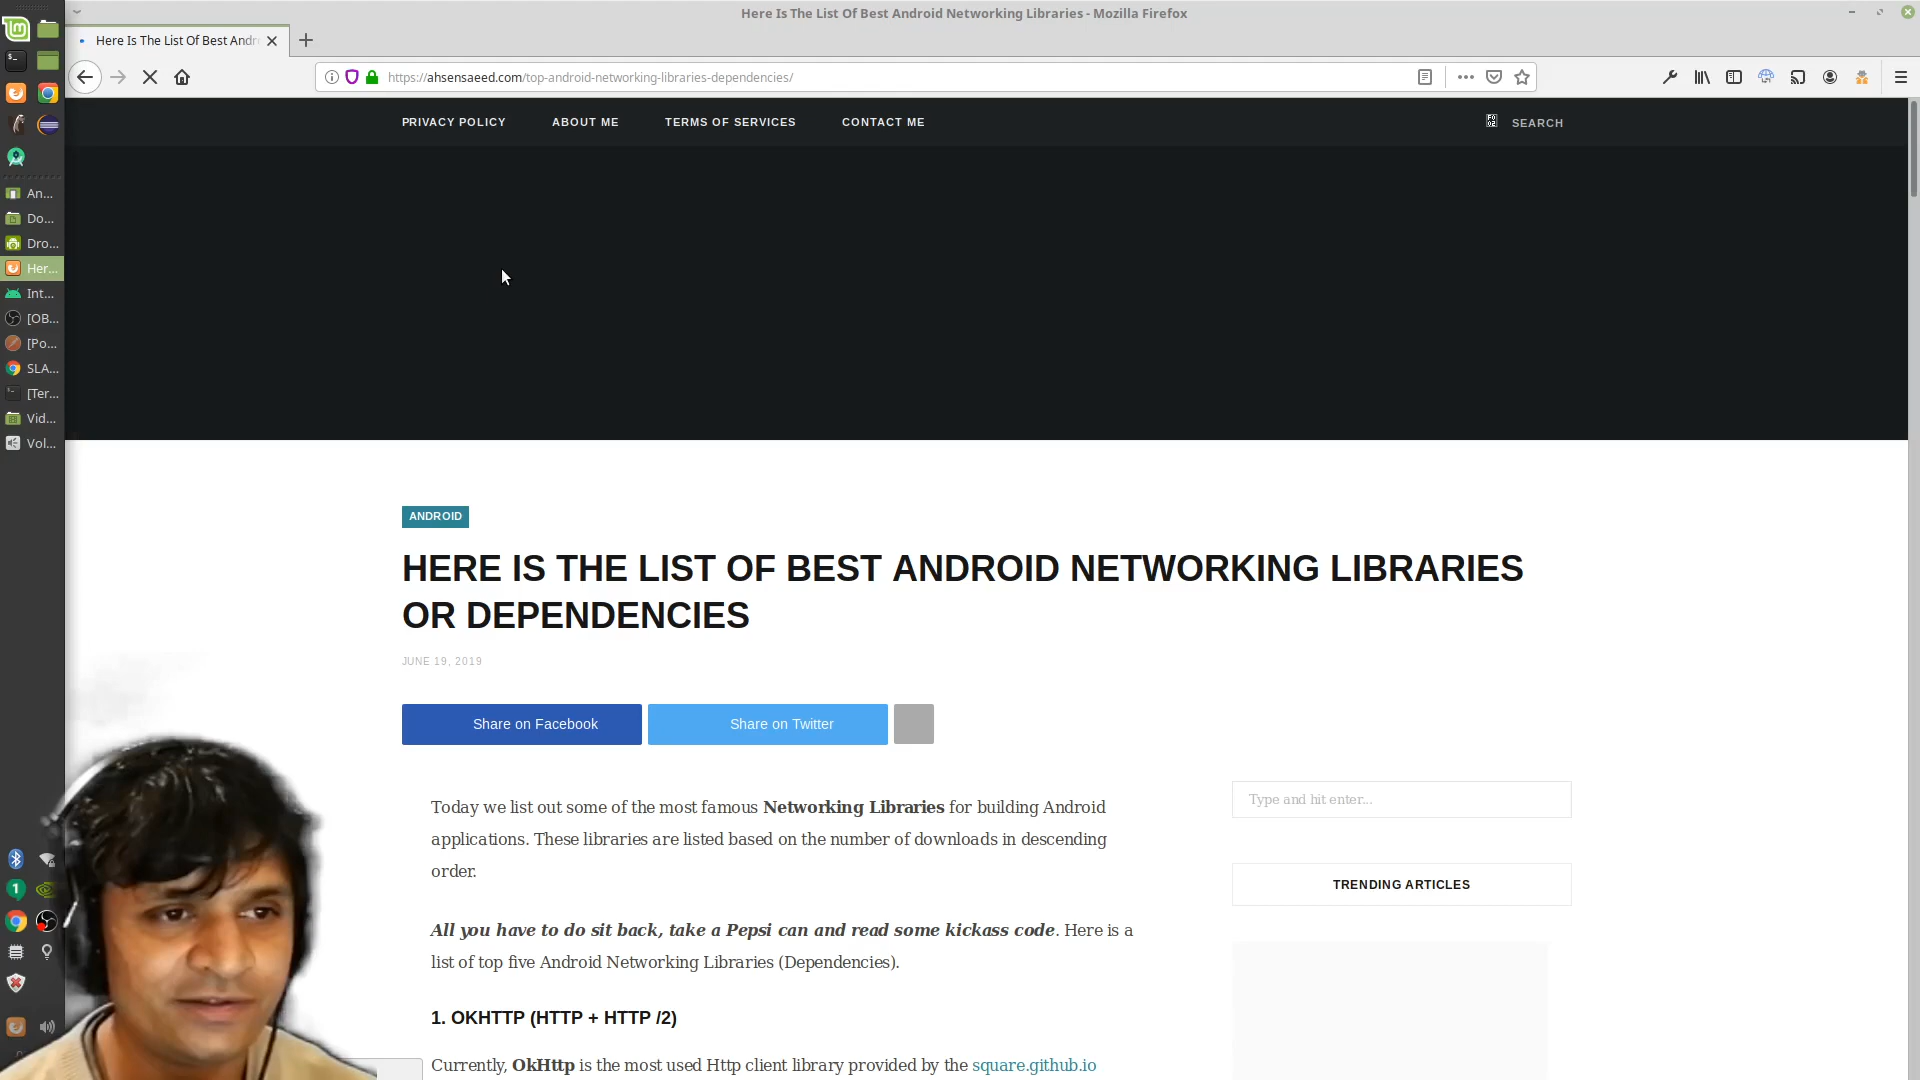 Here Is The List Of Best Android Networking Libraries - Mozilla Firefox
Here Is The List Of Best Andr
https://ahsensaeed.com/top-android-networking-libraries-dependencies/
PRIVACY POLICY
ABOUT ME
TERMS OF SERVICES
CONTACT ME
SEARCH
An...
Do...
Dro...
Her...
Int...
[OB...
[Po...
SLA...
[Ter...
Vid...
Vol...
ANDROID
HERE IS THE LIST OF BEST ANDROID NETWORKING LIBRARIES
OR DEPENDENCIES
JUNE 19, 2019
Share on Facebook
Share on Twitter
Today we list out some of the most famous Networking Libraries for building Android
applications. These libraries are listed based on the number of downloads in descending
order.
All you have to do sit back, take a Pepsi can and read some kickass code. Here is a
list of top five Android Networking Libraries (Dependencies).
1. OKHTTP (HTTP + HTTP /2)
Currently, OkHttp is the most used Http client library provided by the square.github.io
Type and hit enter...
TRENDING ARTICLES
1